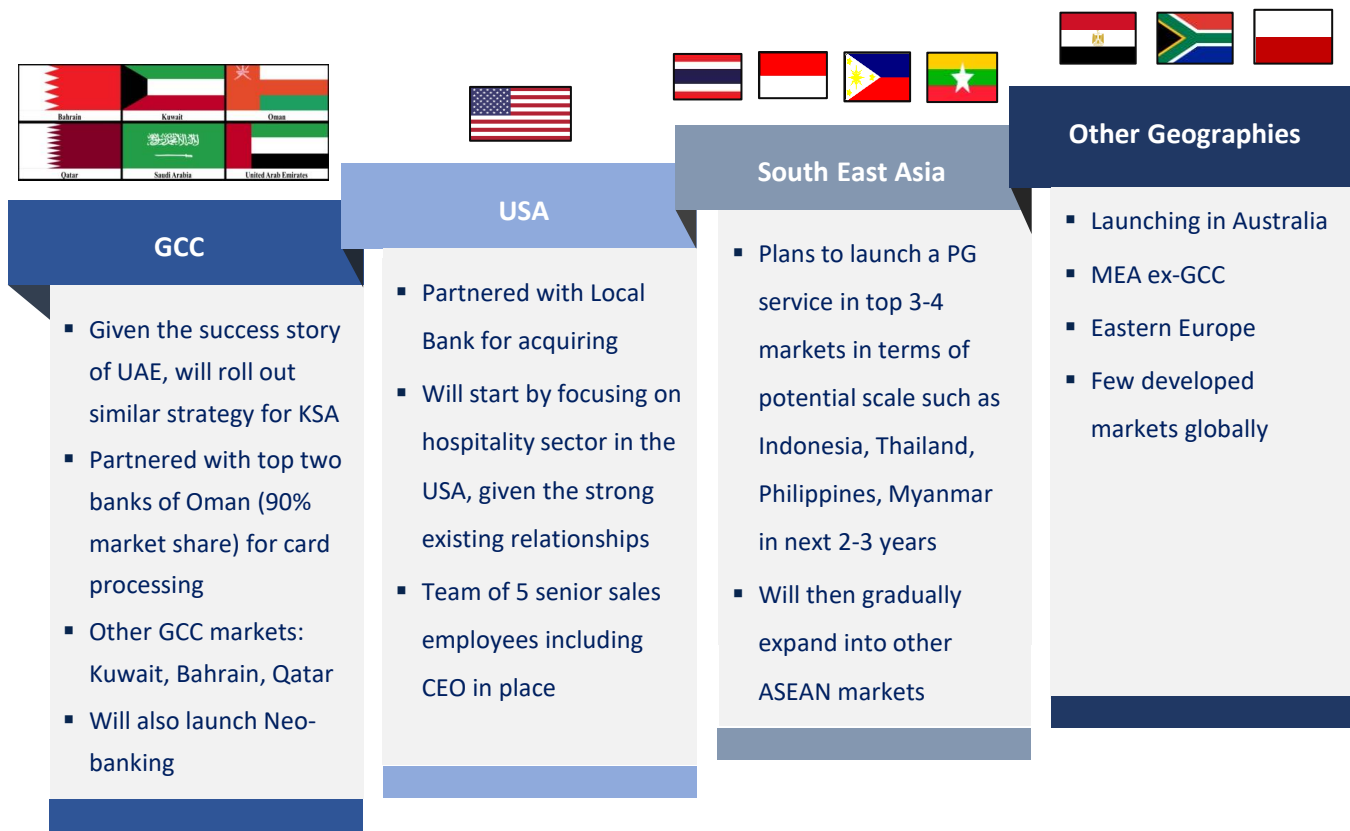 Bahrain
Kuwait
Oman
Qatar
Saudi Arabia
United Arab Emirates
GCC
▪ Given the success story
of UAE, will roll out
similar strategy for KSA
▪ Partnered with top two
banks of Oman (90%
market share) for card
processing
▪ Other GCC markets:
Kuwait, Bahrain, Qatar
▪ Will also launch Neo-
banking
USA
▪ Partnered with Local
Bank for acquiring
▪ Will start by focusing on
hospitality sector in the
USA, given the strong
existing relationships
▪ Team of 5 senior sales
employees including
CEO in place
South East Asia
▪ Plans to launch a PG
service in top 3-4
markets in terms of
potential scale such as
Indonesia, Thailand,
Philippines, Myanmar
in next 2-3 years
▪ Will then gradually
expand into other
ASEAN markets
Other Geographies
▪ Launching in Australia
▪ MEA ex-GCC
▪ Eastern Europe
▪ Few developed
markets globally